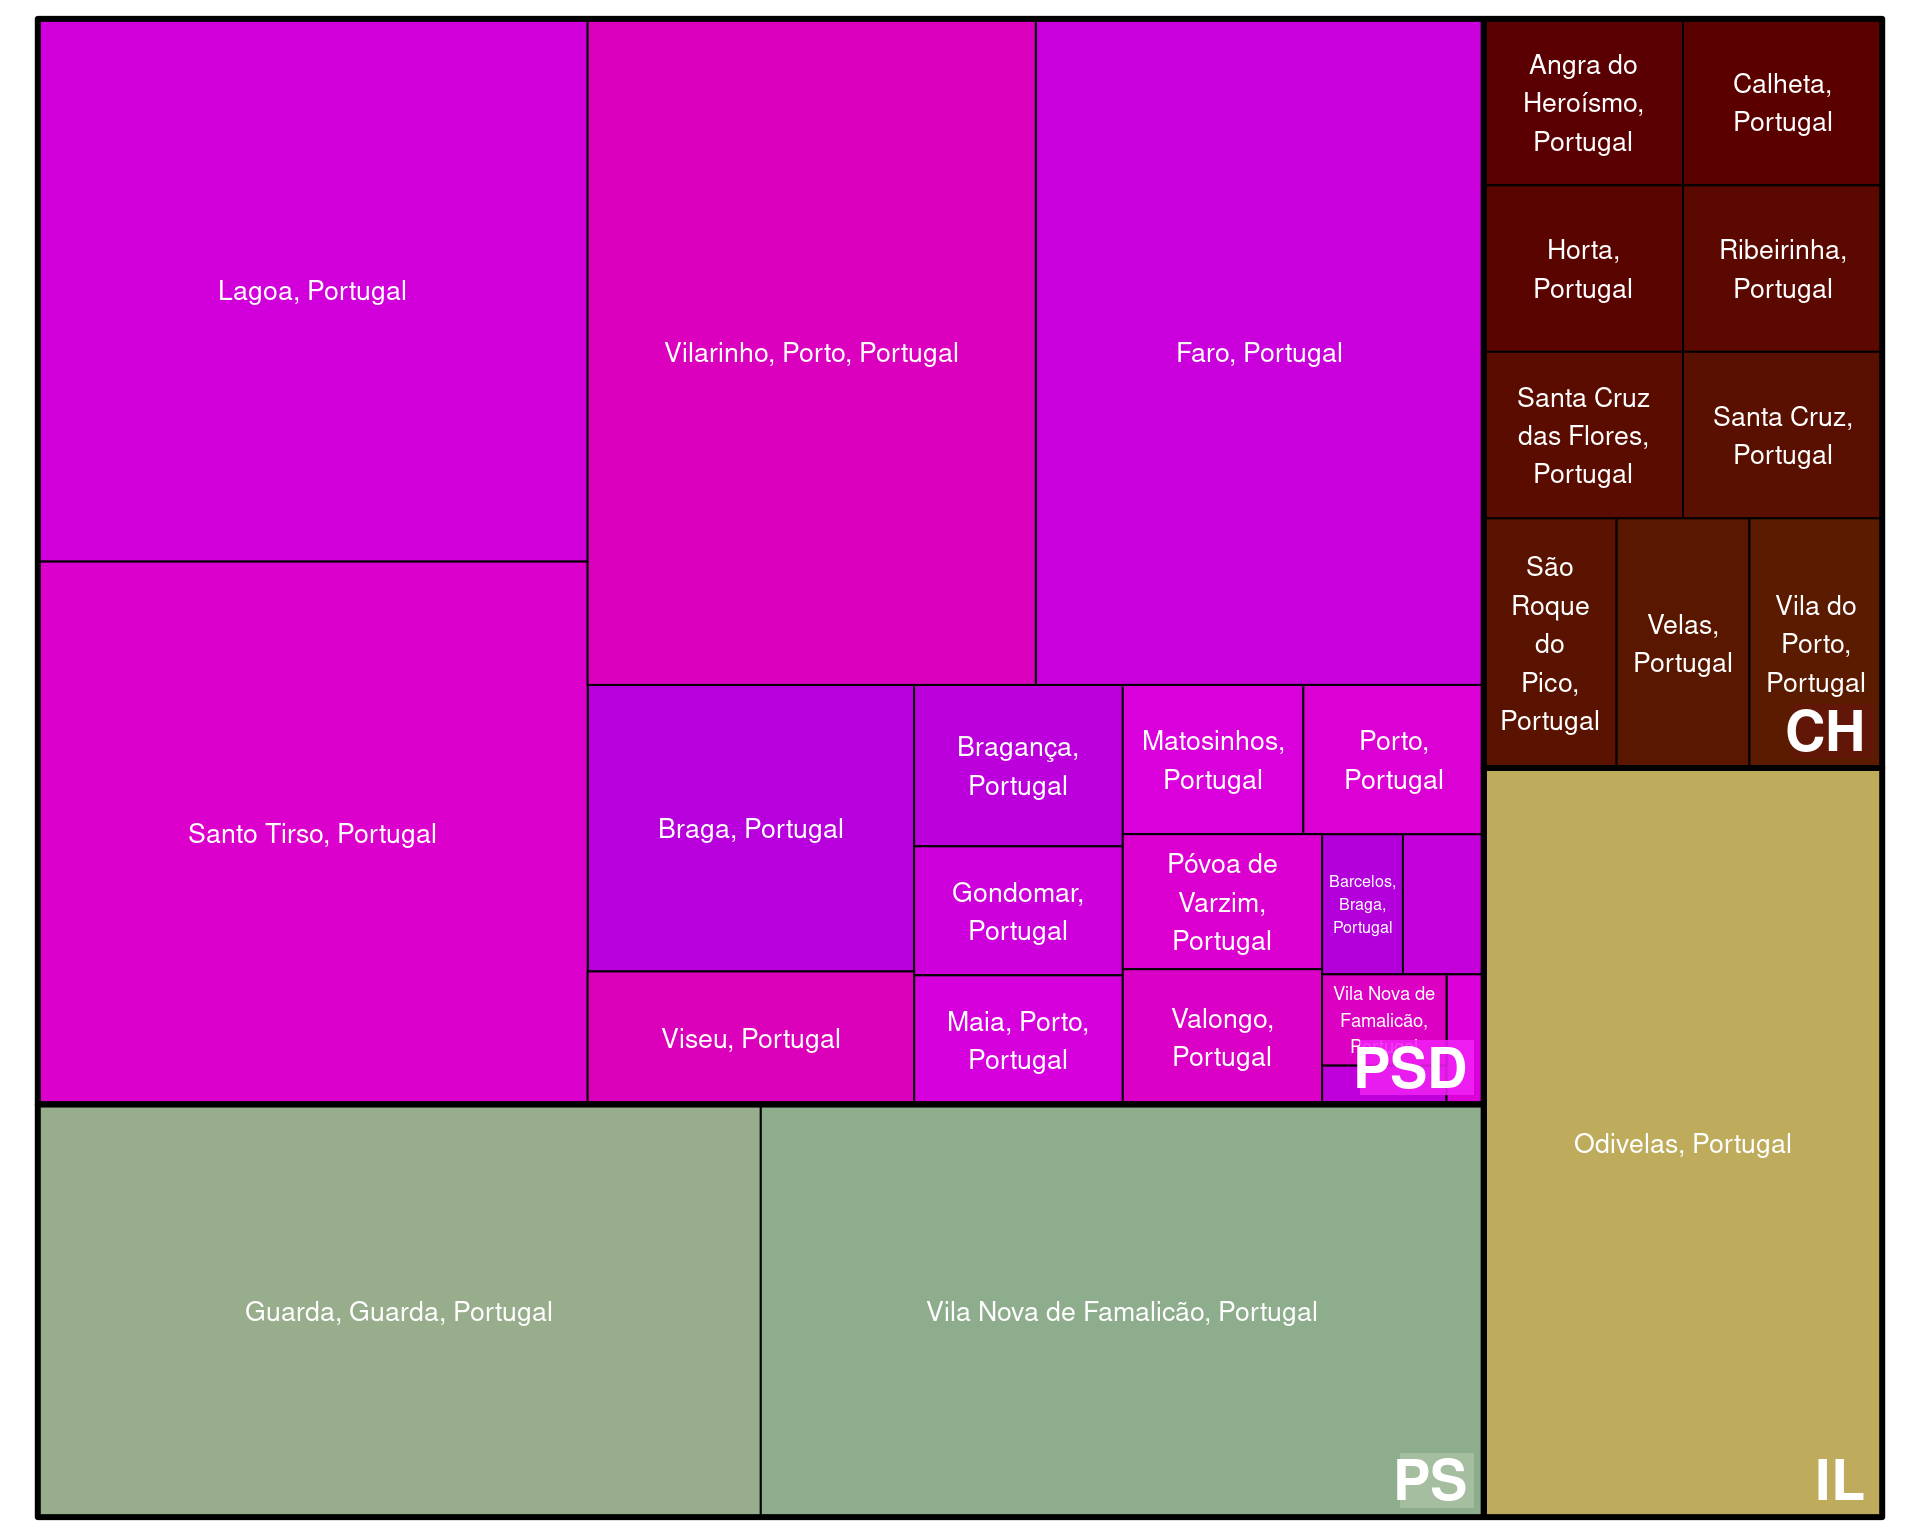 Lagoa, Portugal
Santo Tirso, Portugal
Vilarinho, Porto, Portugal
Faro, Portugal
Braga, Portugal
Viseu, Portugal
Bragança,
Portugal
Gondomar,
Portugal
Maia, Porto,
Portugal
Matosinhos,
Portugal
Porto,
Portugal
Póvoa de
Varzim,
Portugal
Valongo,
Portugal
Barcelos,
Braga,
Portugal
Vila Nova de
Famalicão,
PSD
Guarda, Guarda, Portugal
Vila Nova de Famalicão, Portugal
PS
Angra do
Heroísmo,
Portugal
Calheta,
Portugal
Horta,
Portugal
Ribeirinha,
Portugal
Santa Cruz
das Flores,
Portugal
Santa Cruz,
Portugal
São
Roque
do
Pico,
Portugal
Velas,
Portugal
Vila do
Porto,
Portugal
CH
Odivelas, Portugal
IL